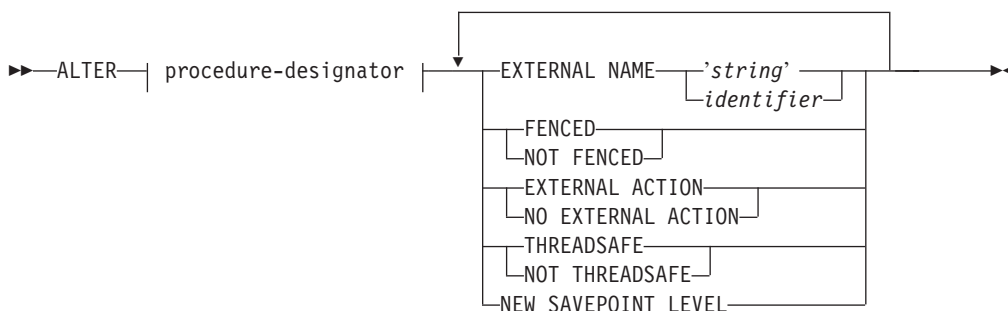 ALTER procedure-designator EXTERNAL NAME 'string'
identifier
FENCED
NOT FENCED
EXTERNAL ACTION
NO EXTERNAL ACTION
THREADSAFE
NOT THREADSAFE
NEW SAVEPOINT LEVEL